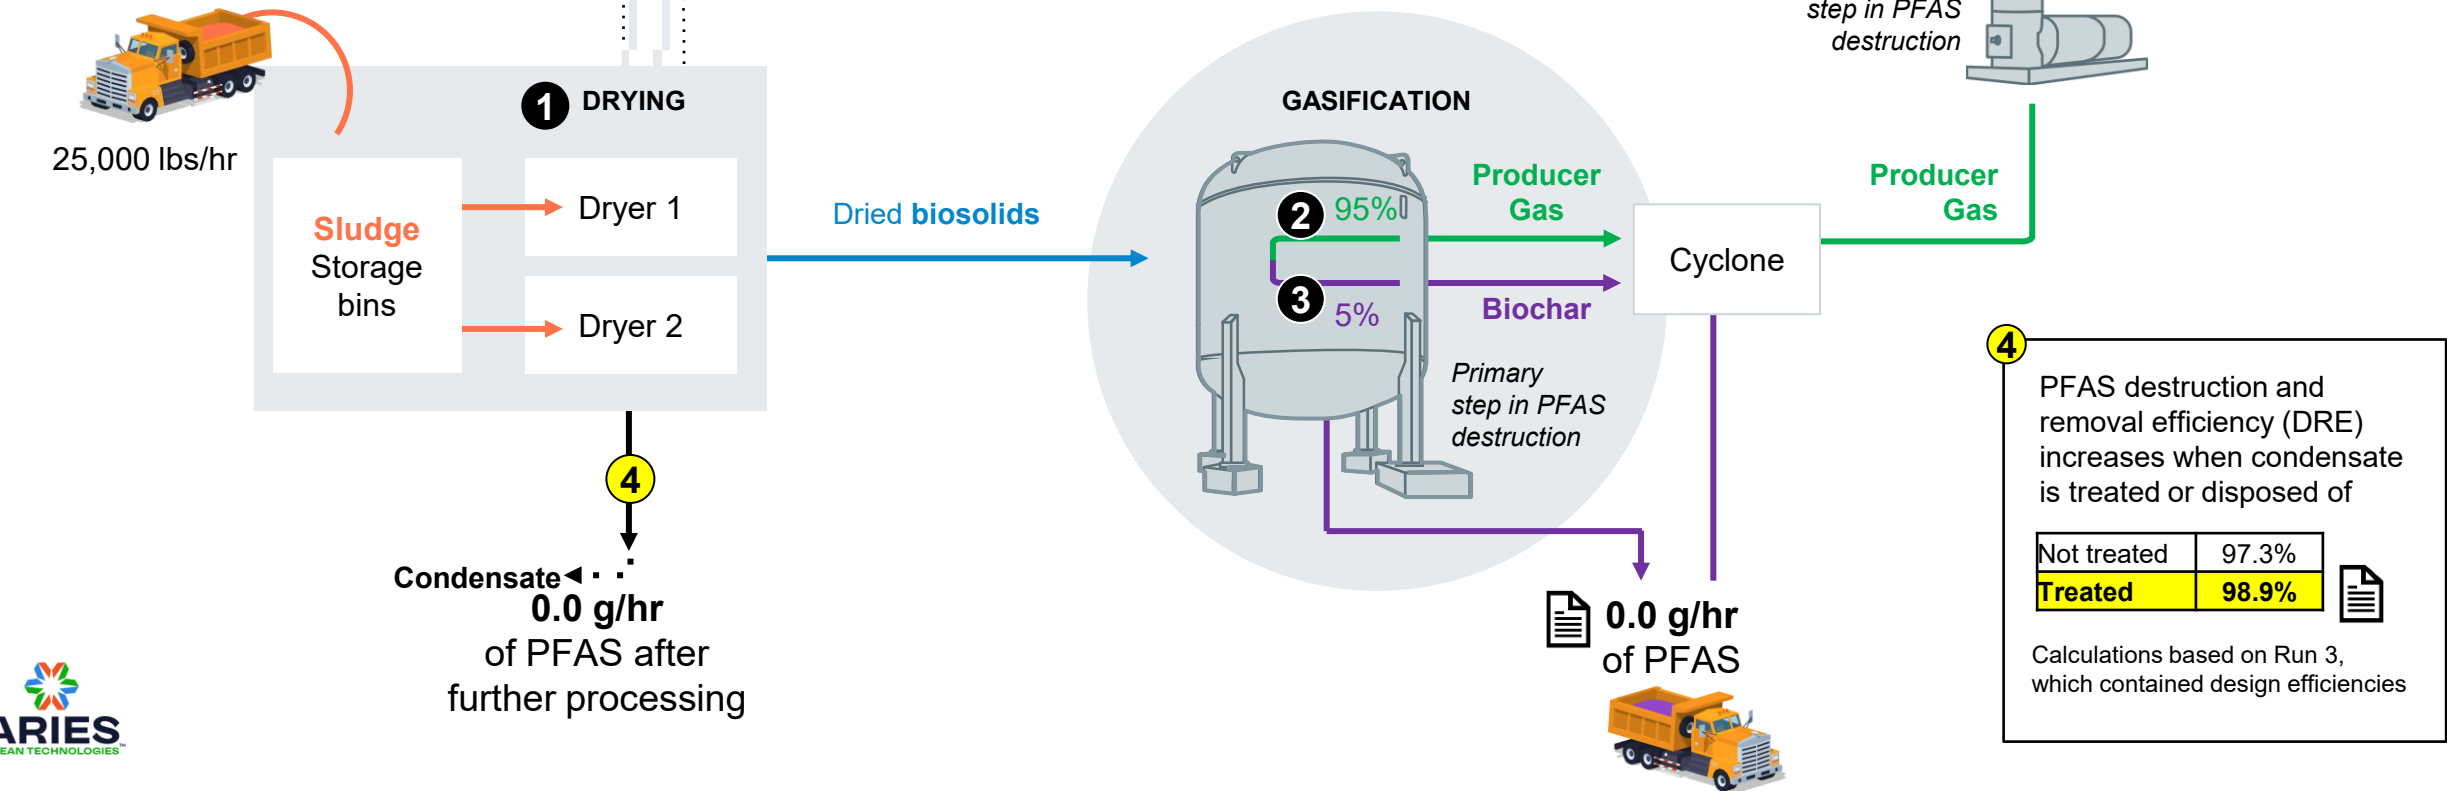 step in PFAS
destruction
25,000 lbs/hr
1 DRYING
Sludge
Storage
bins
Dryer 1
Dryer 2
Dried biosolids
GASIFICATION
2 95%
3
5%
Producer
Gas
Biochar
Primary
step in PFAS
destruction
Cyclone
Producer
Gas
4
Condensate
0.0 g/hr
of PFAS after
further processing
0.0 g/hr
of PFAS
4
PFAS destruction and
removal efficiency (DRE)
increases when condensate
is treated or disposed of
Not treated 97.3%
Treated 98.9%
Calculations based on Run 3,
which contained design efficiencies
ARIES
EAN TECHNOLOGIES™